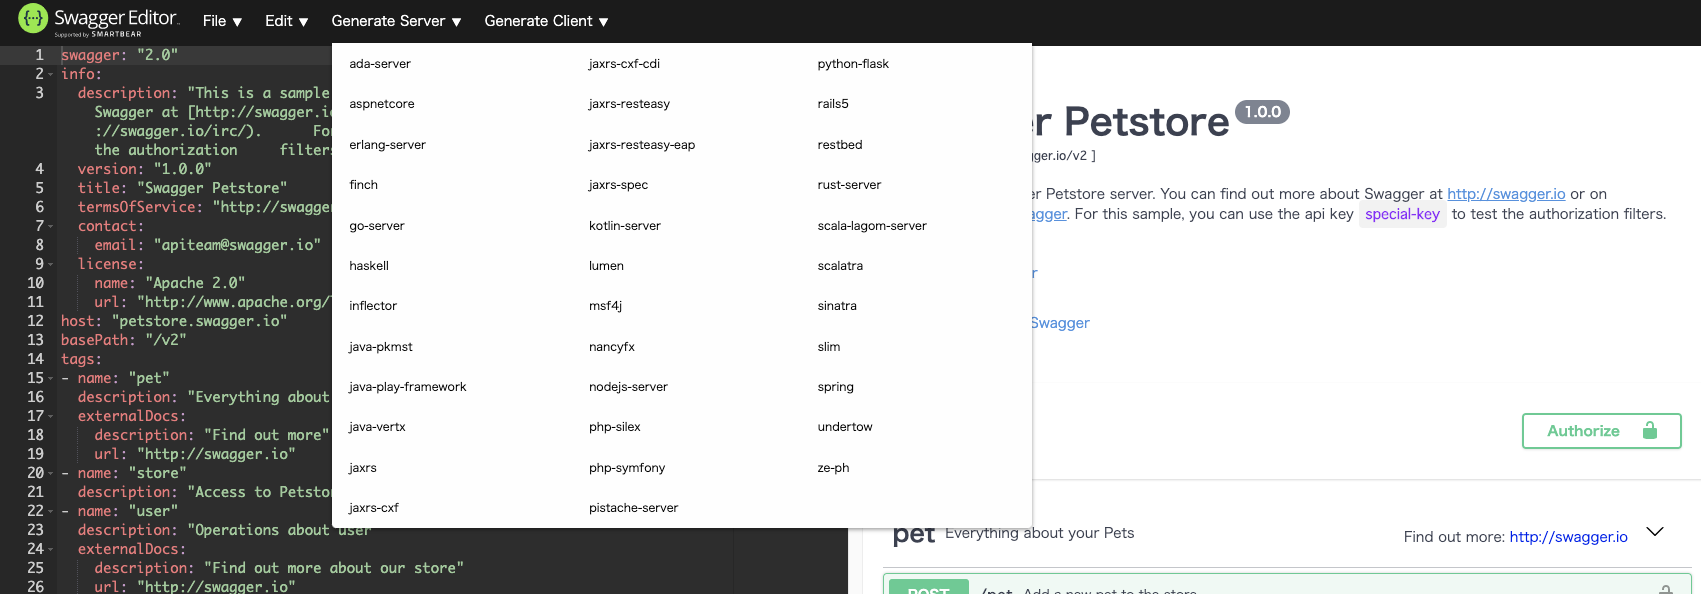 Swagger Editor
Supported by SMARTBEAR
File ▼ Edit ▼ Generate Server ▼ Generate Client ▼
1 swagger: "2.0"
2 info:
3 description: "This is a sample
Swagger at [http://swagger.i
://swagger.io/irc/). For
the authorization filters
4 version: "1.0.0"
5 title: "Swagger Petstore"
6 termsOfService: "http://swagger
7 contact:
8 email: "apiteam@swagger.io"
9 license:
10 name: "Apache 2.0"
11 url: "http://www.apache.org/
12 host: "petstore.swagger.io"
13 basePath: "/v2"
14 tags:
15 - name: "pet"
16 description: "Everything about
17 externalDocs:
18 description: "Find out more"
19 url: "http://swagger.io"
20 - name: "store"
21 description: "Access to Petsto
22 - name: "user"
23 description: "Operations about user
24 externalDocs:
25 description: "Find out more about our store"
26 url: "http://swagger.io"
ada-server jaxrs-cxf-cdi python-flask
aspnetcore jaxrs-resteasy rails5
erlang-server jaxrs-resteasy-eap restbed
finch jaxrs-spec rust-server
go-server kotlin-server scala-lagom-server
haskell lumen scalatra
inflector msf4j sinatra
java-pkmst nancyfx slim
java-play-framework nodejs-server spring
java-vertx php-silex undertow
jaxrs php-symfony ze-ph
jaxrs-cxf pistache-server
er Petstore 1.0.0
gger.io/v2 ]
er Petstore server. You can find out more about Swagger at http://swagger.io or on
agger. For this sample, you can use the api key special-key to test the authorization filters.
r
Swagger
Authorize
pet Everything about your Pets
Find out more: http://swagger.io
POST /pet Add a new pet to the store